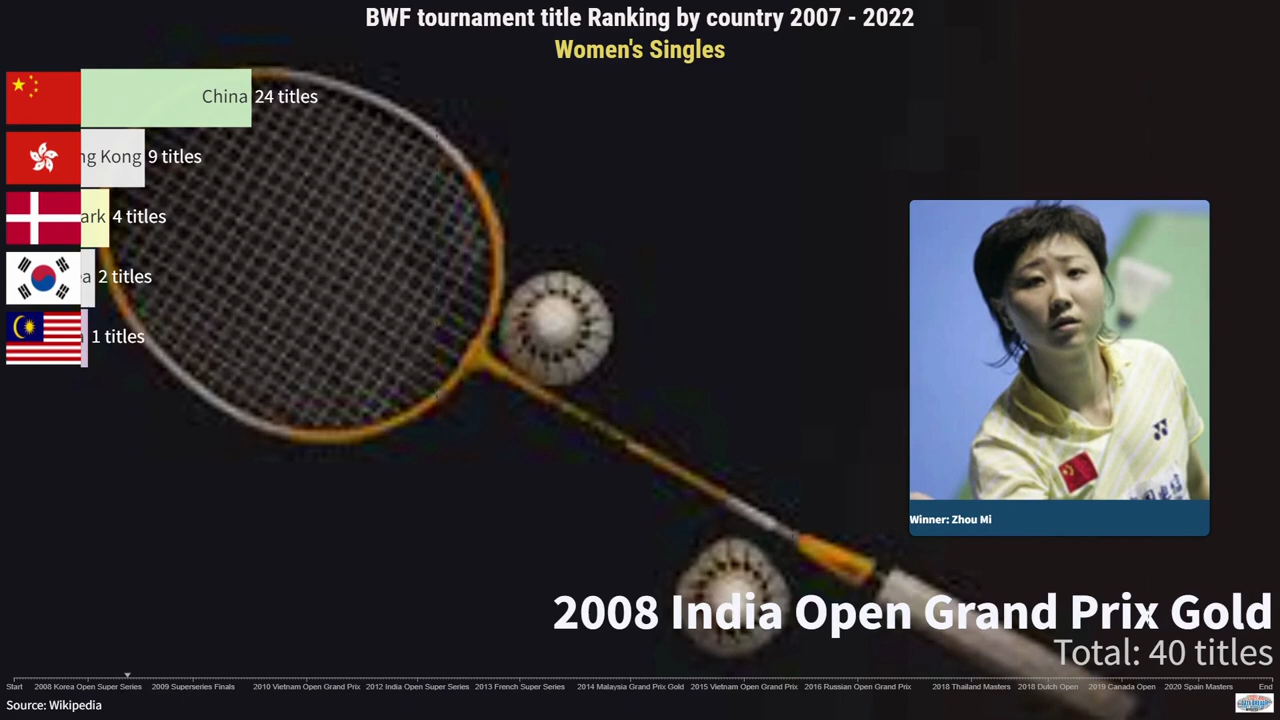 BWF tournament title Ranking by country 2007 - 2022
Women's Singles
China 24 titles
ng Kong 9 titles
ark 4 titles
a 2 titles
1 titles
Winner: Zhou Mi
2008 India Open Grand Prix Gold
Total: 40 titles
Start 2008 Korea Open Super Series 2009 Superseries Finals 2010 Vietnam Open Grand Prix 2012 India Open Super Series 2013 French Super Series 2014 Malaysia Grand Prix Gold 2015 Vietnam Open Grand Prix 2016 Russian Open Grand Prix 2018 Thailand Masters 2018 Dutch Open 2019 Canada Open 2020 Spain Masters End
Source: Wikipedia